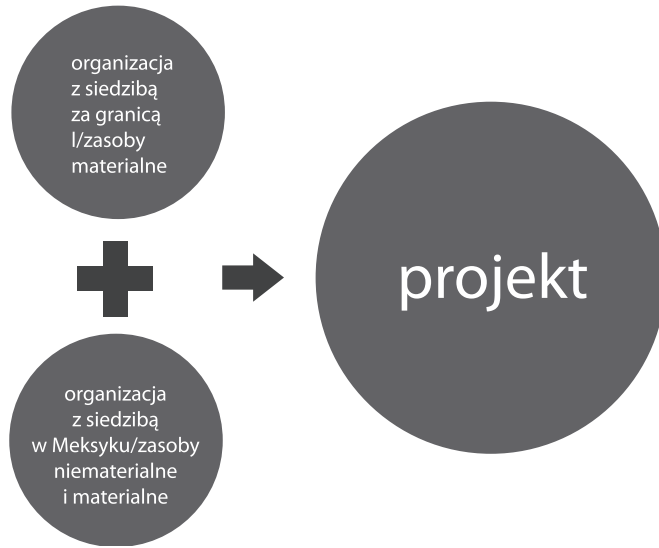 organizacja
z siedzibą
za granicą
l/zasoby
materialne
projekt
organizacja
z siedzibą
w Meksyku/zasoby
niematerialne
i materialne